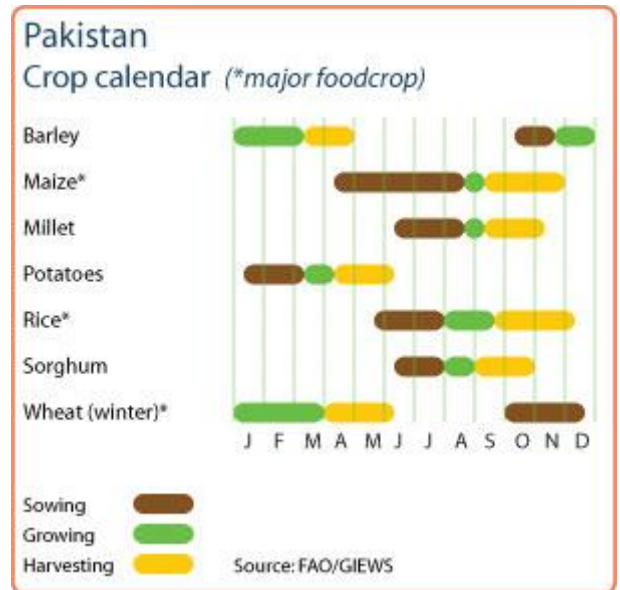 Pakistan
Crop calendar (*major foodcrop)
Barley
Maize*
Millet
Potatoes
Rice*
Sorghum
Wheat (winter)*
J F M A M J J A S O N D
Sowing
Growing
Harvesting
Source: FAO/GIEWS